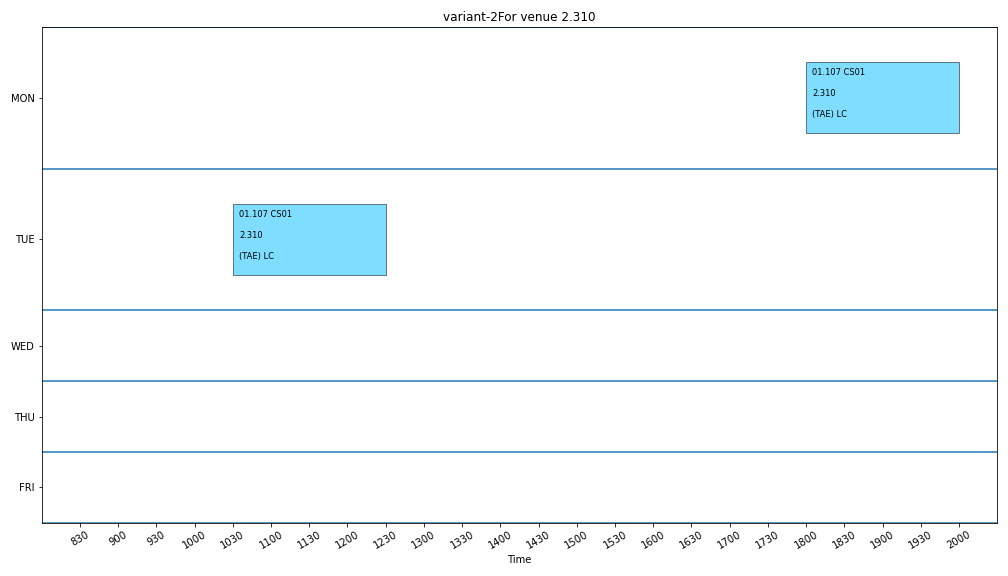 variant-2For venue 2.310
MON
01.107 CS01
2.310
(TAE) LC
TUE
01.107 CS01
2.310
(TAE) LC
WED
THU
FRI
830 900 930 1000 1030 1100 1130 1200 1230 1300 1330 1400 1430 1500 1530 1600 1630 1700 1730 1800 1830 1900 1930 2000
Time